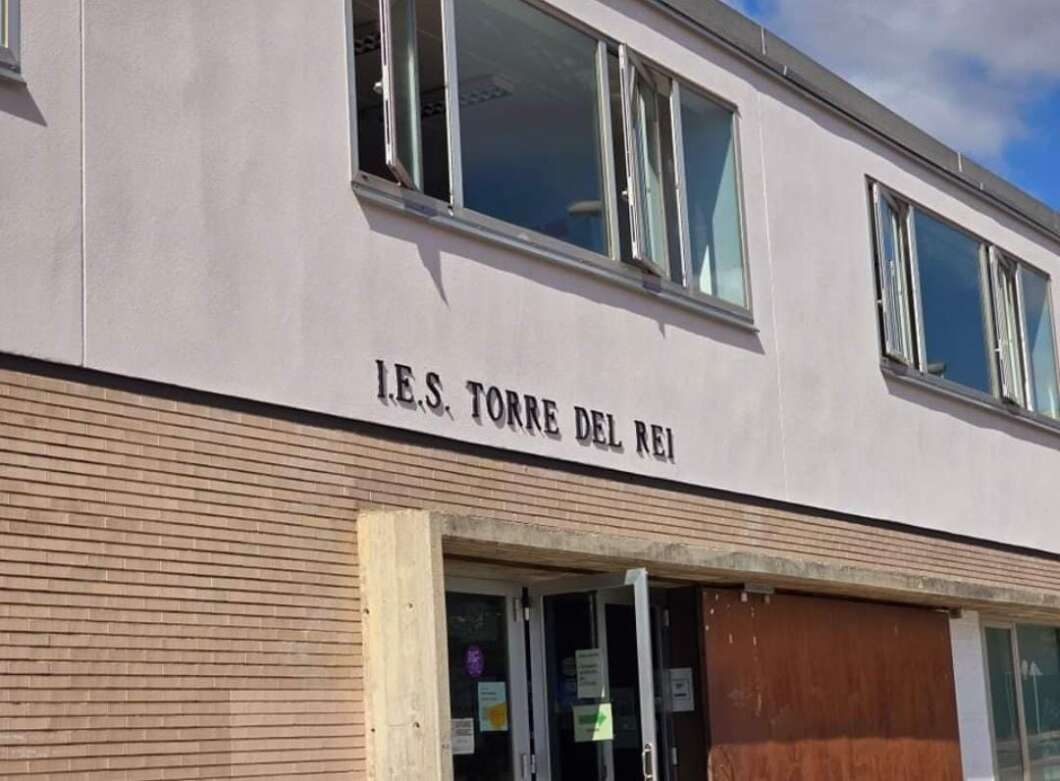 I.E.S. TORRE DEL REI